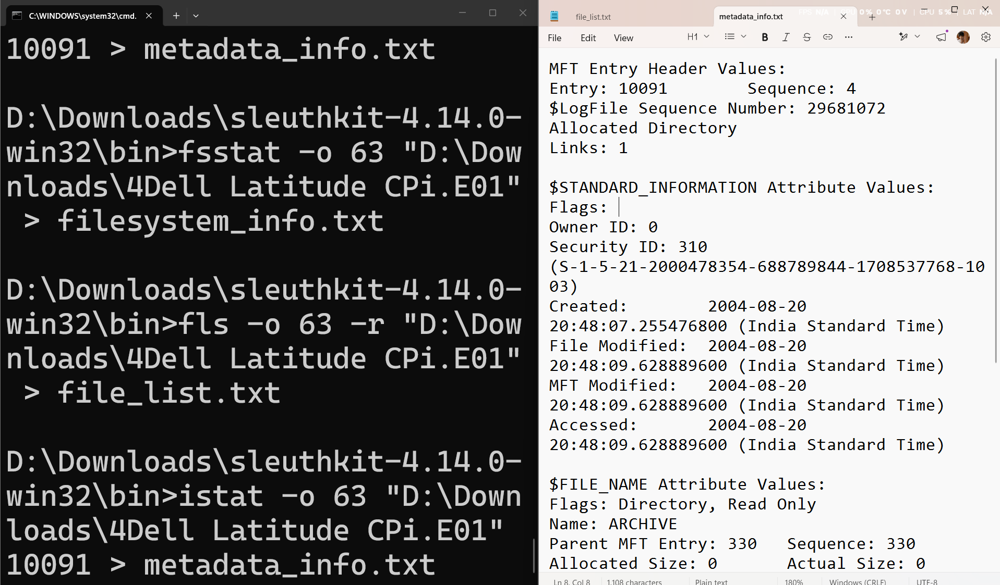 C:\WINDOWS\system32\cmd.
10091 > metadata_info.txt
D:\Downloads\sleuthkit-4.14.0-
win32\bin>fsstat -o 63 "D:\Dow
nloads\4Dell Latitude CPi.E01"
 > filesystem_info.txt
D:\Downloads\sleuthkit-4.14.0-
win32\bin>fls -o 63 -r "D:\Dow
nloads\4Dell Latitude CPi.E01"
 > file_list.txt
D:\Downloads\sleuthkit-4.14.0-
win32\bin>istat -o 63 "D:\Down
loads\4Dell Latitude CPi.E01"
10091 > metadata_info.txt
file_list.txt
metadata_info.txt
FPS N/A | GPU 0 % 0 °C 0 V | CPU 5 % | LAT N/A
File Edit View H1 B I S
MFT Entry Header Values:
Entry: 10091 Sequence: 4
$LogFile Sequence Number: 29681072
Allocated Directory
Links: 1
$STANDARD_INFORMATION Attribute Values:
Flags:
Owner ID: 0
Security ID: 310
(S-1-5-21-2000478354-688789844-1708537768-10
03)
Created: 2004-08-20
20:48:07.255476800 (India Standard Time)
File Modified: 2004-08-20
20:48:09.628889600 (India Standard Time)
MFT Modified: 2004-08-20
20:48:09.628889600 (India Standard Time)
Accessed: 2004-08-20
20:48:09.628889600 (India Standard Time)
$FILE_NAME Attribute Values:
Flags: Directory, Read Only
Name: ARCHIVE
Parent MFT Entry: 330 Sequence: 330
Allocated Size: 0 Actual Size: 0
Ln 8, Col 8 1,108 characters Plain text 180% Windows (CRLF) UTF-8